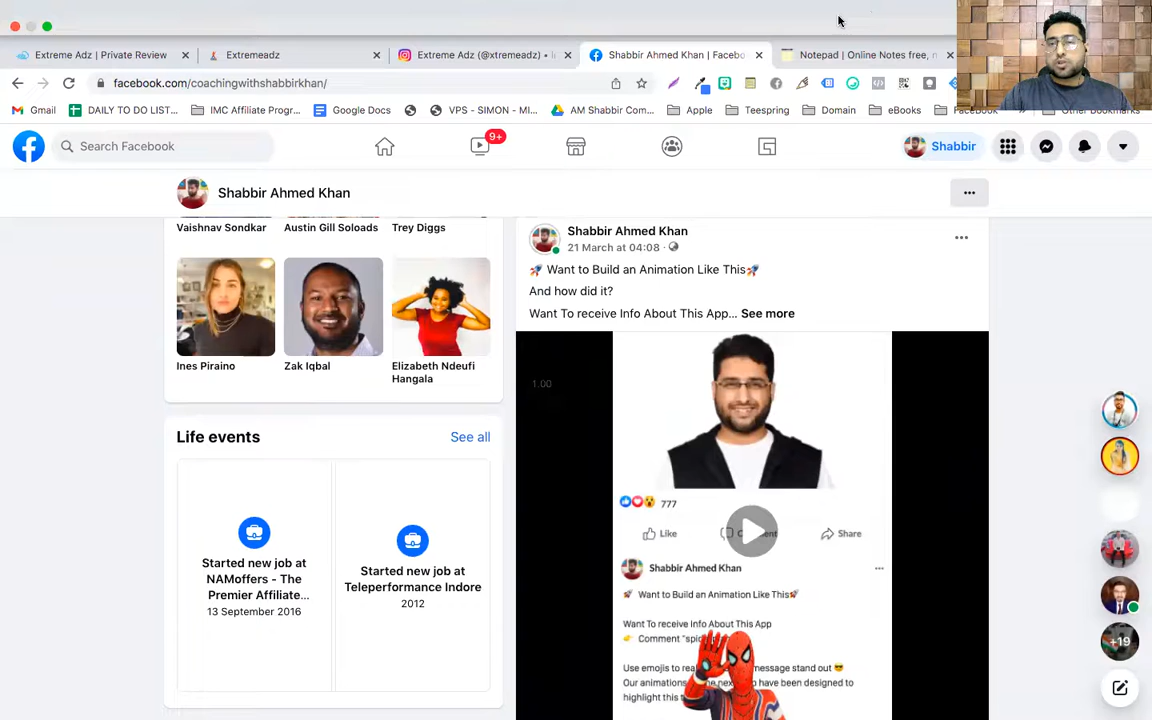 Extreme Adz | Private Review
Extremeadz
Extreme Adz (@xtremeadz) •
Shabbir Ahmed Khan | Facebo
Notepad | Online Notes free,
facebook.com/coachingwithshabbirkhan/
Gmail
DAILY TO DO LIST...
IMC Affiliate Progr...
Google Docs
VPS - SIMON - MI...
AM Shabbir Com...
Apple
Teespring
Domain
eBooks
Facebook
Other Bookmarks
Search Facebook
9+
Shabbir
Shabbir Ahmed Khan
Vaishnav Sondkar
Austin Gill Soloads
Trey Diggs
Ines Piraino
Zak Iqbal
Elizabeth Ndeufi
Hangala
Life events
See all
Started new job at
NAMoffers - The
Premier Affiliate...
13 September 2016
Started new job at
Teleperformance Indore
2012
Shabbir Ahmed Khan
21 March at 04:08 ·
🚀 Want to Build an Animation Like This🚀
And how did it?
Want To receive Info About This App... See more
1.00
777
Like
Share
Shabbir Ahmed Khan
🚀 Want to Build an Animation Like This🚀
Want To receive Info About This App
👉 Comment "spi
Use emojis to rea message stand out 😎
Our animations have been designed to
highlight this
+19